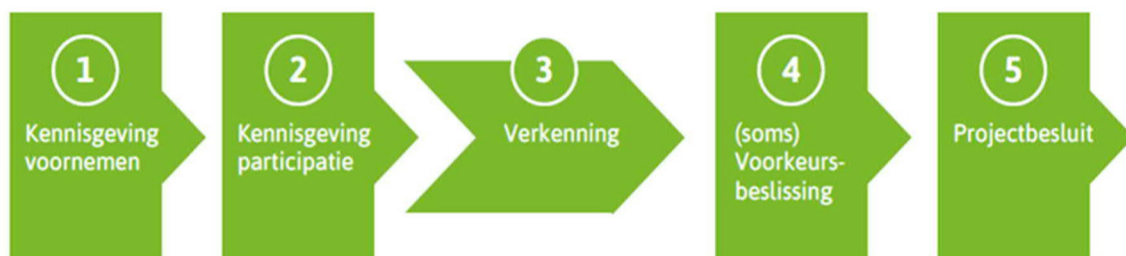 1
Kennisgeving
voornemen
2
Kennisgeving
participatie
3
Verkenning
4
(soms)
Voorkeurs-
beslissing
5
Projectbesluit